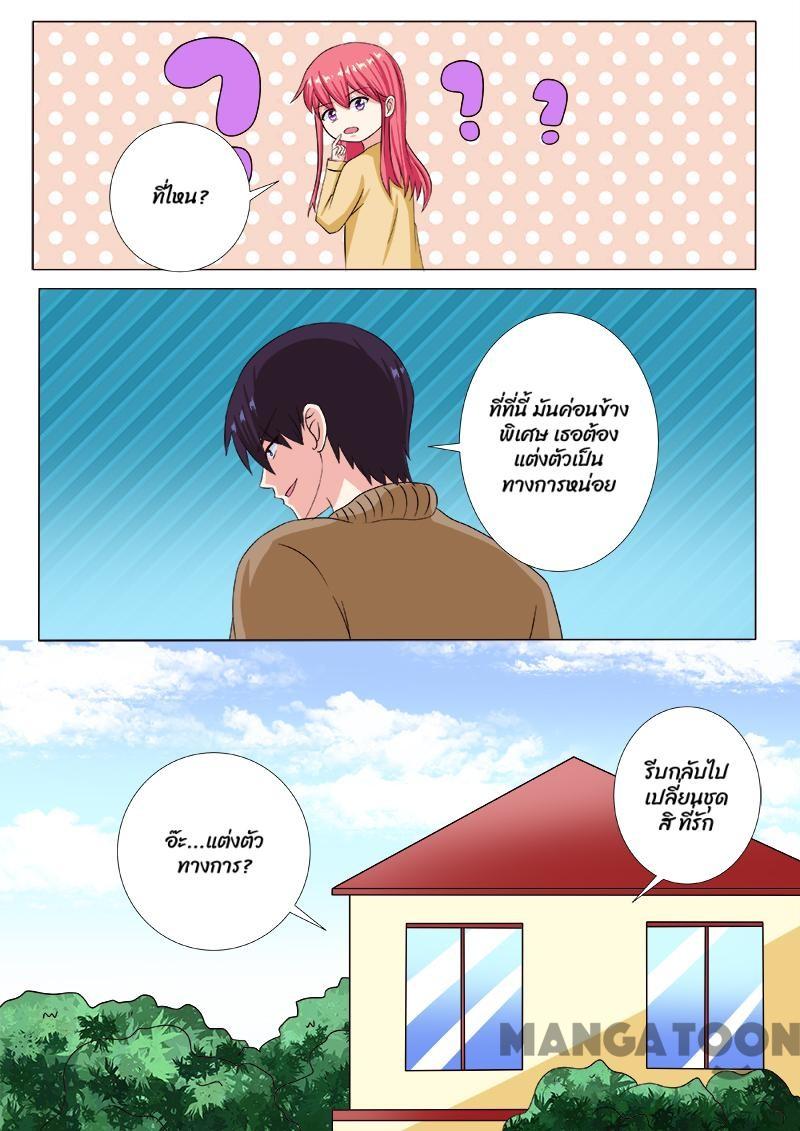 ที่ไหน?
ที่ที่นี้ มันค่อนข้าง
พิเศษ เธอต้อง
แต่งตัวเป็น
ทางการหน่อย
รีบกลับไป
เปลี่ยนชุด
สิ ที่รัก
อ๊ะ...แต่งตัว
ทางการ?
MANGATOON